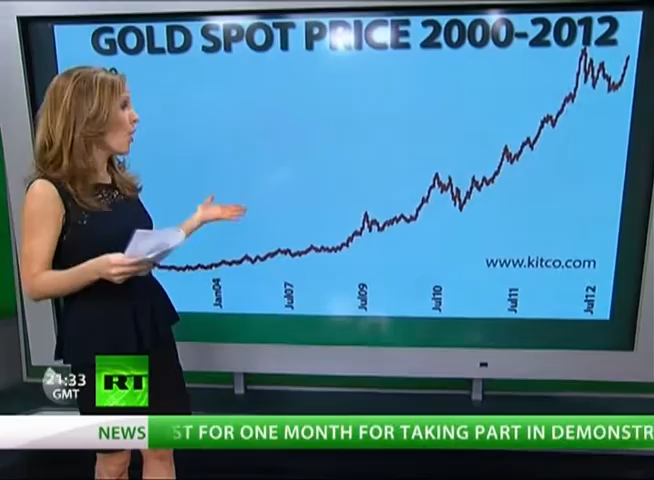 GOLD SPOT PRICE 2000-2012
www.kitco.com
Jan04
Jul07
Jul09
Jul10
Jul11
Jul12
21:33
GMT
RT
NEWS
ST FOR ONE MONTH FOR TAKING PART IN DEMONSTR